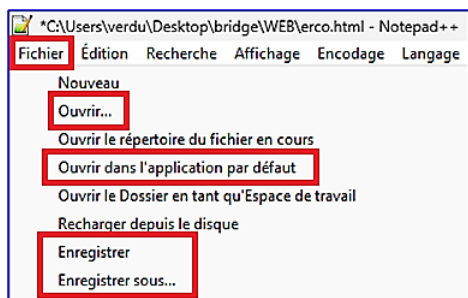 *C:\Users\verdu\Desktop\bridge\WEB\erco.html - Notepad++
Fichier Édition Recherche Affichage Encodage Langage
Nouveau
Ouvrir...
Ouvrir le répertoire du fichier en cours
Ouvrir dans l'application par défaut
Ouvrir le Dossier en tant qu'Espace de travail
Recharger depuis le disque
Enregistrer
Enregistrer sous...